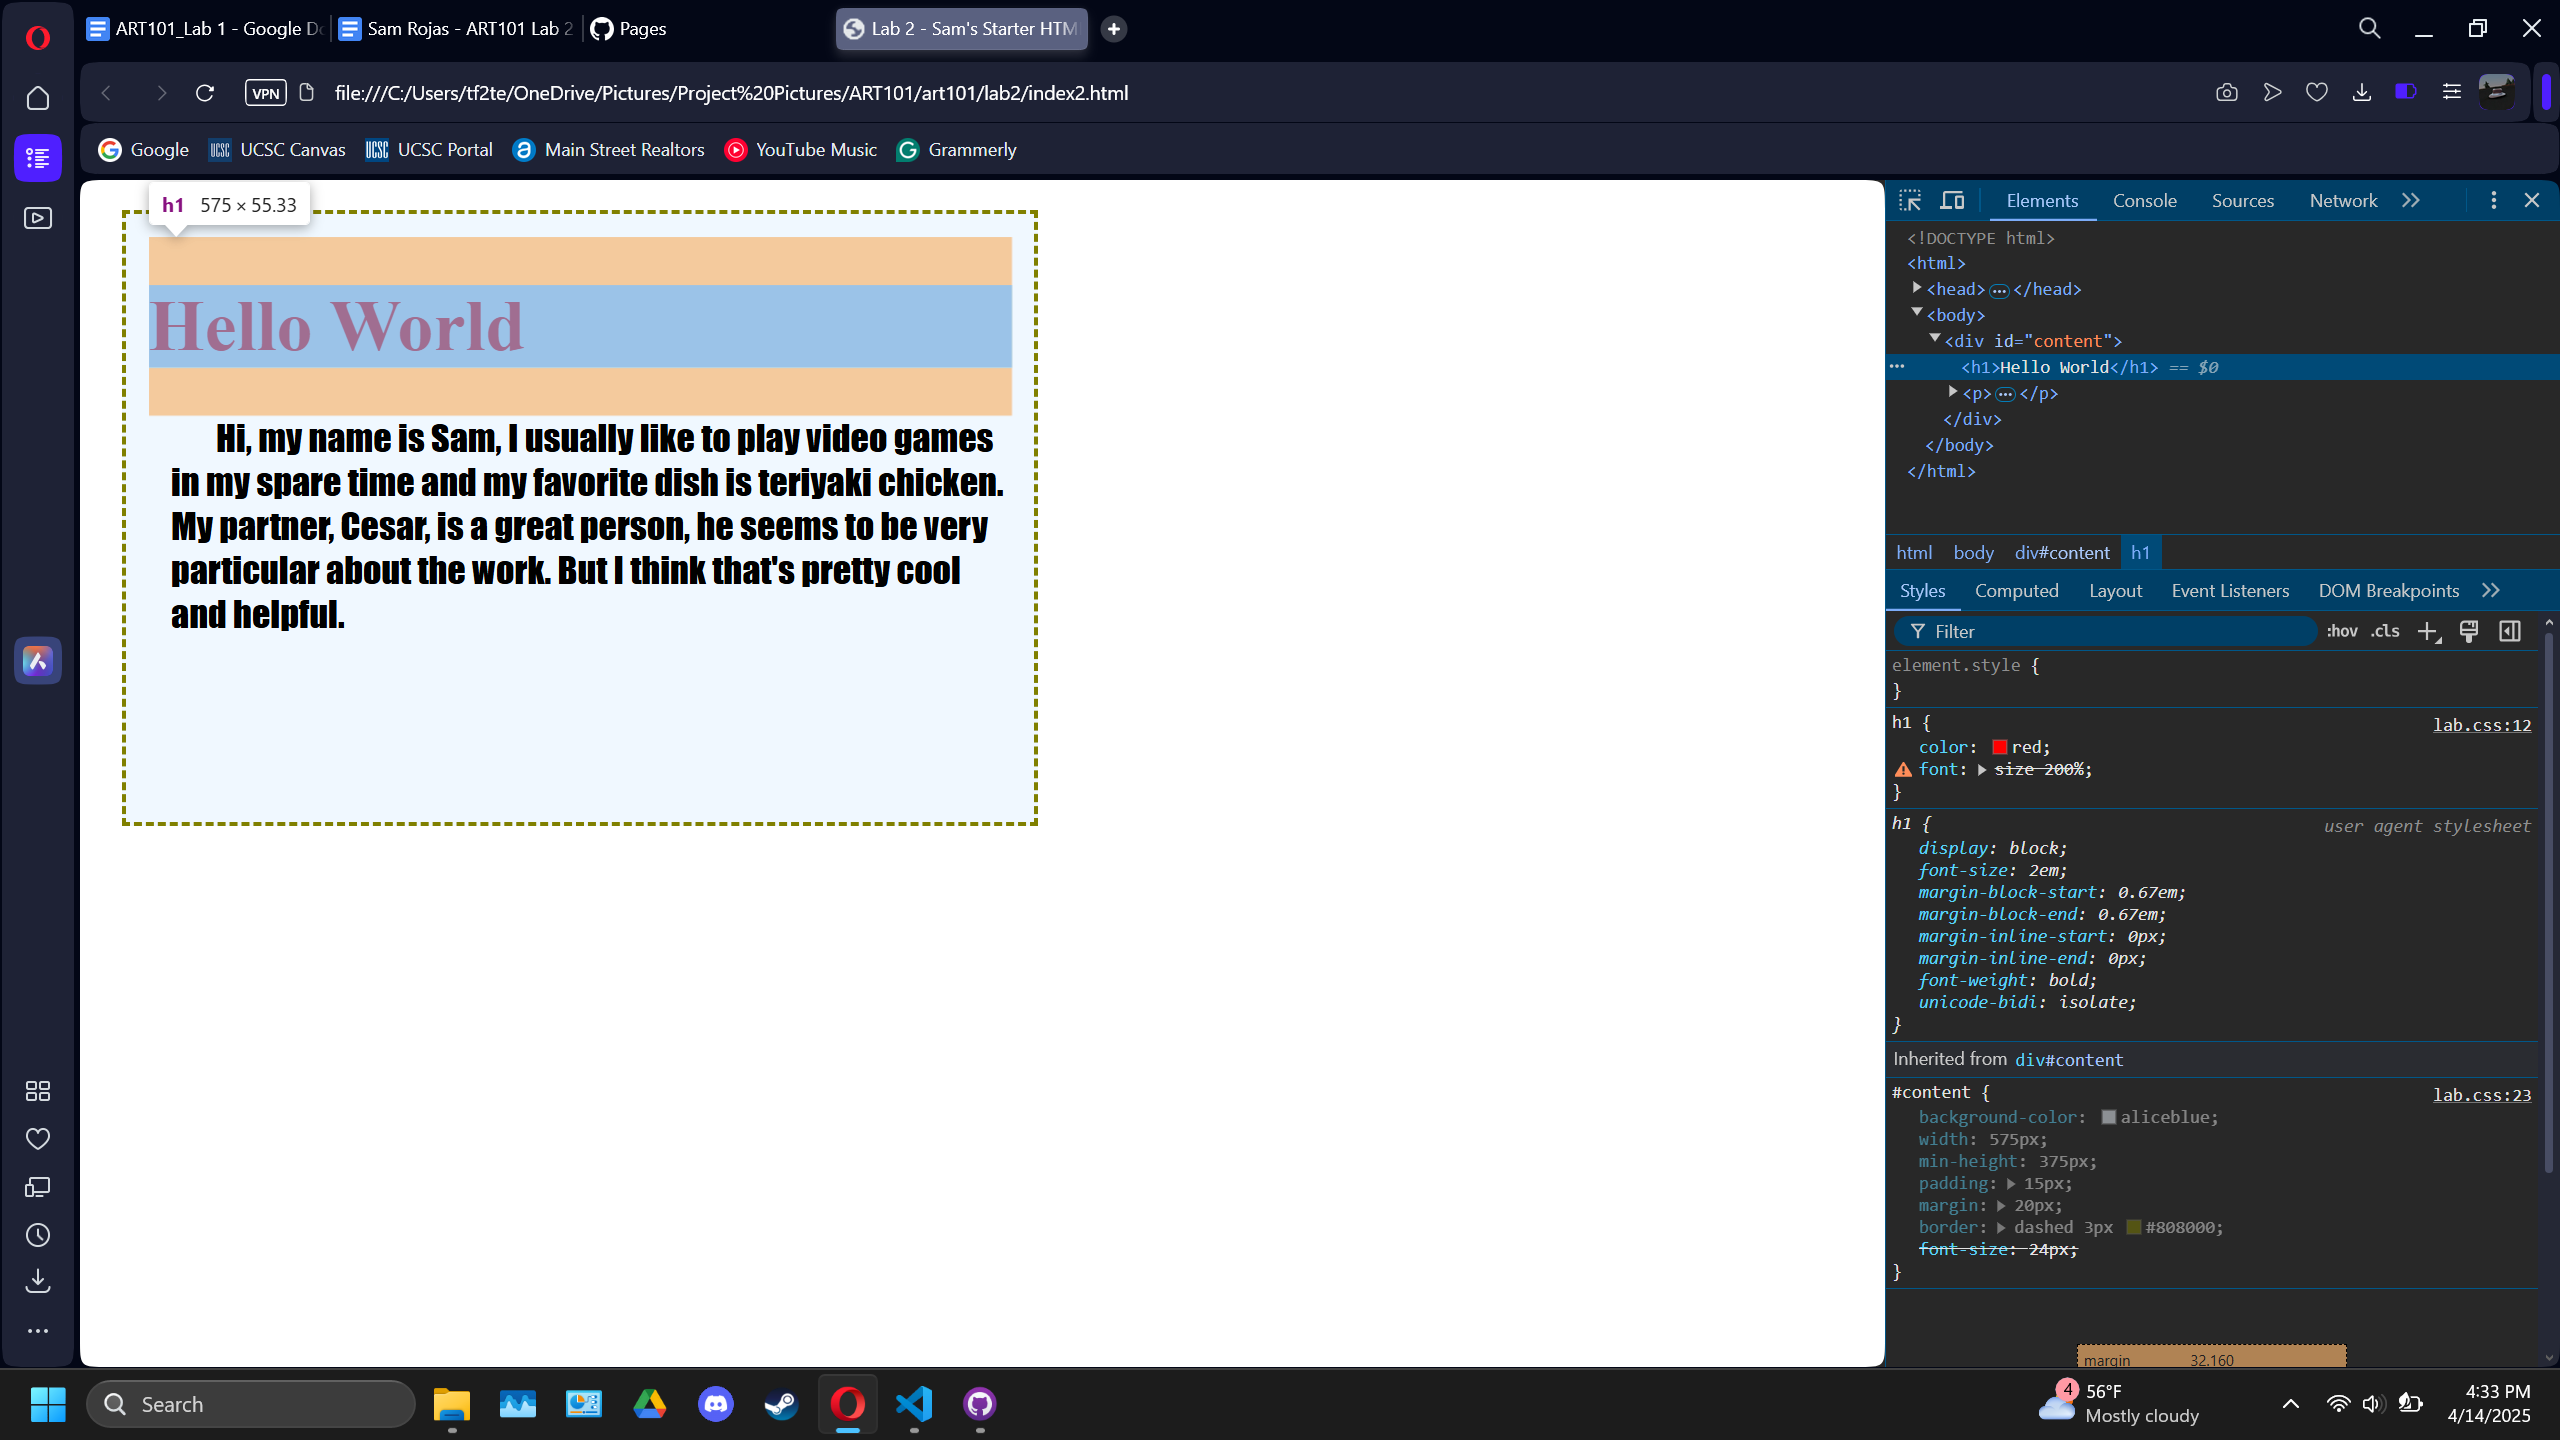 ART101_Lab 1 - Google Do
Sam Rojas - ART101 Lab 2
Pages
Lab 2 - Sam's Starter HTM
VPN
file:///C:/Users/tf2te/OneDrive/Pictures/Project%20Pictures/ART101/art101/lab2/index2.html
Google
UCSC Canvas
UCSC Portal
Main Street Realtors
YouTube Music
Grammerly
h1 575 × 55.33
Hello World
Hi, my name is Sam, I usually like to play video games
in my spare time and my favorite dish is teriyaki chicken.
My partner, Cesar, is a great person, he seems to be very
particular about the work. But I think that's pretty cool
and helpful.
Elements
Console
Sources
Network
<!DOCTYPE html>
<html>
<head> ... </head>
<body>
<div id="content">
<h1>Hello World</h1> == $0
<p> ... </p>
</div>
</body>
</html>
html body div#content h1
Styles
Computed
Layout
Event Listeners
DOM Breakpoints
Filter
:hov .cls
element.style {
}
h1 { lab.css:12
color: red;
font: size 200%;
}
h1 { user agent stylesheet
display: block;
font-size: 2em;
margin-block-start: 0.67em;
margin-block-end: 0.67em;
margin-inline-start: 0px;
margin-inline-end: 0px;
font-weight: bold;
unicode-bidi: isolate;
}
Inherited from div#content
#content { lab.css:23
background-color: aliceblue;
width: 575px;
min-height: 375px;
padding: 15px;
margin: 20px;
border: dashed 3px #808000;
font-size: 24px;
}
margin 32.160
Search
4
56°F
Mostly cloudy
4:33 PM
4/14/2025